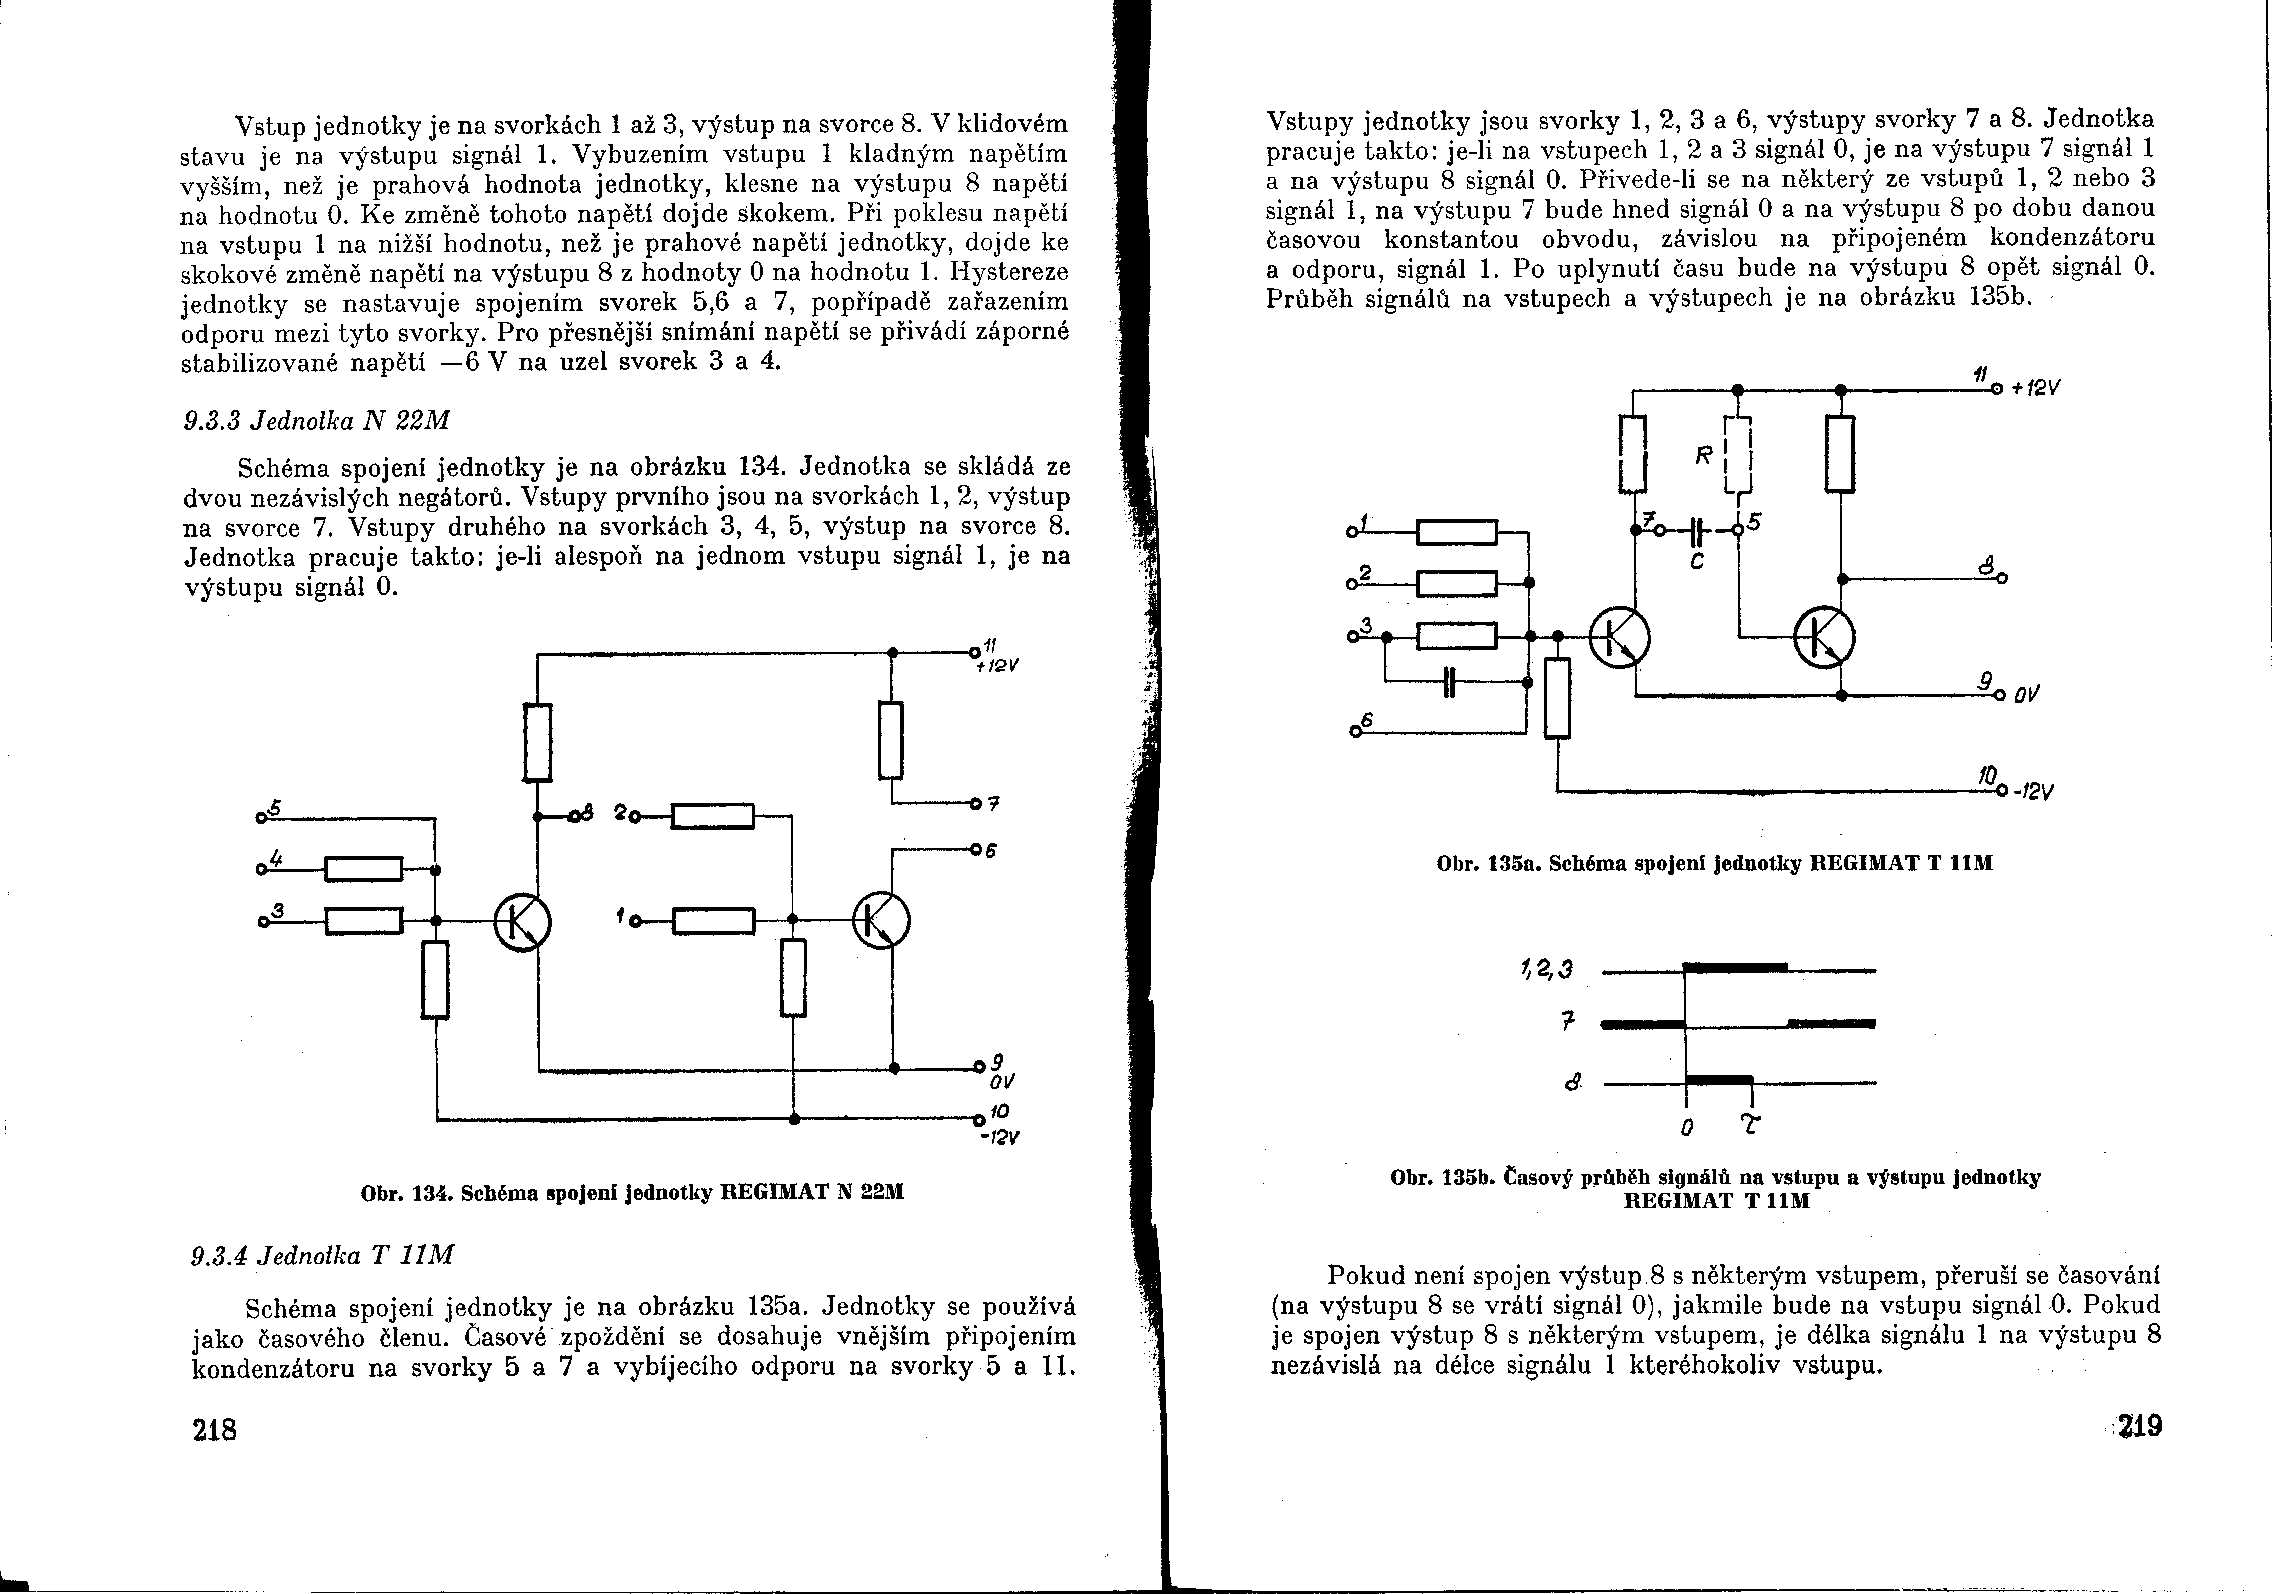 Vstup jednotky je na svorkách 1 až 3, výstup na svorce 8. V klidovém
stavu je na výstupu signál 1. Vybuzením vstupu 1 kladným napětím
vyšším, než je prahová hodnota jednotky, klesne na výstupu 8 napětí
na hodnotu 0. Ke změně tohoto napětí dojde skokem. Při poklesu napětí
na vstupu 1 na nižší hodnotu, než je prahové napětí jednotky, dojde ke
skokové změně napětí na výstupu 8 z hodnoty 0 na hodnotu 1. Hystereze
jednotky se nastavuje spojením svorek 5,6 a 7, popřípadě zařazením
odporu mezi tyto svorky. Pro přesnější snímání napětí se přivádí záporné
stabilizované napětí —6 V na uzel svorek 3 a 4.
9.3.3 Jednotka N 22M
Schéma spojení jednotky je na obrázku 134. Jednotka se skládá ze
dvou nezávislých negátorů. Vstupy prvního jsou na svorkách 1, 2, výstup
na svorce 7. Vstupy druhého na svorkách 3, 4, 5, výstup na svorce 8.
Jednotka pracuje takto: je-li alespoň na jednom vstupu signál 1, je na
výstupu signál 0.
11
+12V
5
8
2
7
4
6
3
1
9
0V
10
-12V
Obr. 134. Schéma spojení jednotky REGIMAT N 22M
9.3.4 Jednotka T 11M
Schéma spojení jednotky je na obrázku 135a. Jednotky se používá
jako časového členu. Časové zpoždění se dosahuje vnějším připojením
kondenzátoru na svorky 5 a 7 a vybíjecího odporu na svorky 5 a 11.
218
Vstupy jednotky jsou svorky 1, 2, 3 a 6, výstupy svorky 7 a 8. Jednotka
pracuje takto: je-li na vstupech 1, 2 a 3 signál 0, je na výstupu 7 signál 1
a na výstupu 8 signál 0. Přivede-li se na některý ze vstupů 1, 2 nebo 3
signál 1, na výstupu 7 bude hned signál 0 a na výstupu 8 po dobu danou
časovou konstantou obvodu, závislou na připojeném kondenzátoru
a odporu, signál 1. Po uplynutí času bude na výstupu 8 opět signál 0.
Průběh signálů na vstupech a výstupech je na obrázku 135b.
11
+12V
R
1
7
5
C
2
8
3
9
0V
6
10
-12V
Obr. 135a. Schéma spojení jednotky REGIMAT T 11M
1,2,3
7
8
0 τ
Obr. 135b. Časový průběh signálů na vstupu a výstupu jednotky
REGIMAT T 11M
Pokud není spojen výstup 8 s některým vstupem, přeruší se časování
(na výstupu 8 se vrátí signál 0), jakmile bude na vstupu signál 0. Pokud
je spojen výstup 8 s některým vstupem, je délka signálu 1 na výstupu 8
nezávislá na délce signálu 1 kteréhokoliv vstupu.
219